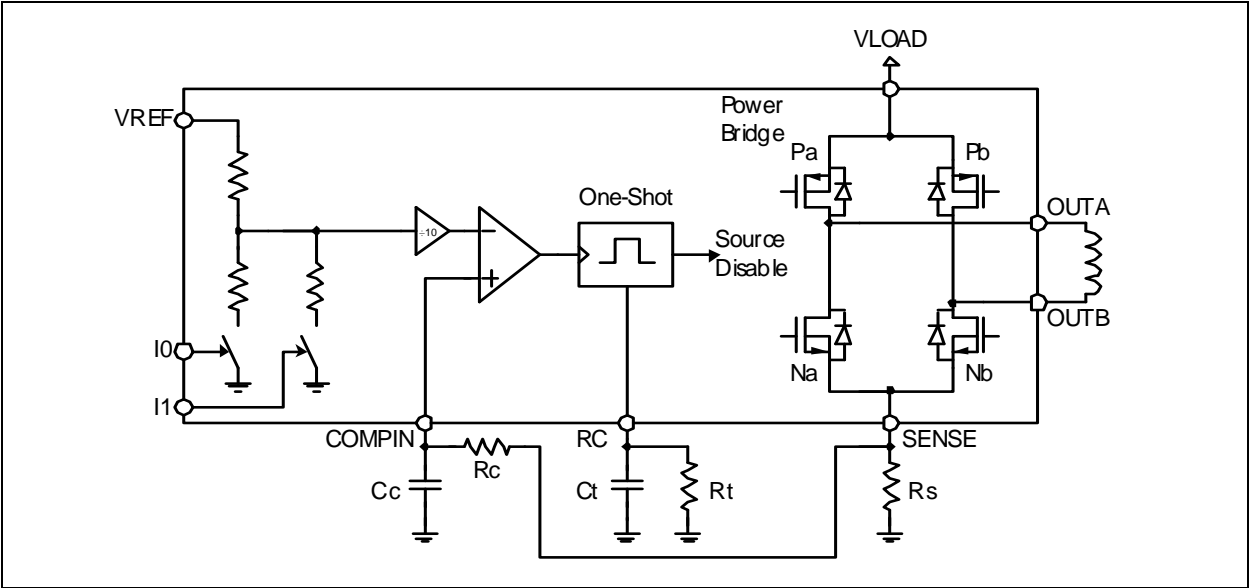 VLOAD
VREF
Power
Bridge
Pa
Pb
One-Shot
OUTA
÷10
Source
Disable
OUTB
I0
Na
Nb
I1
COMPIN
RC
SENSE
Rc
Cc
Ct
Rt
Rs